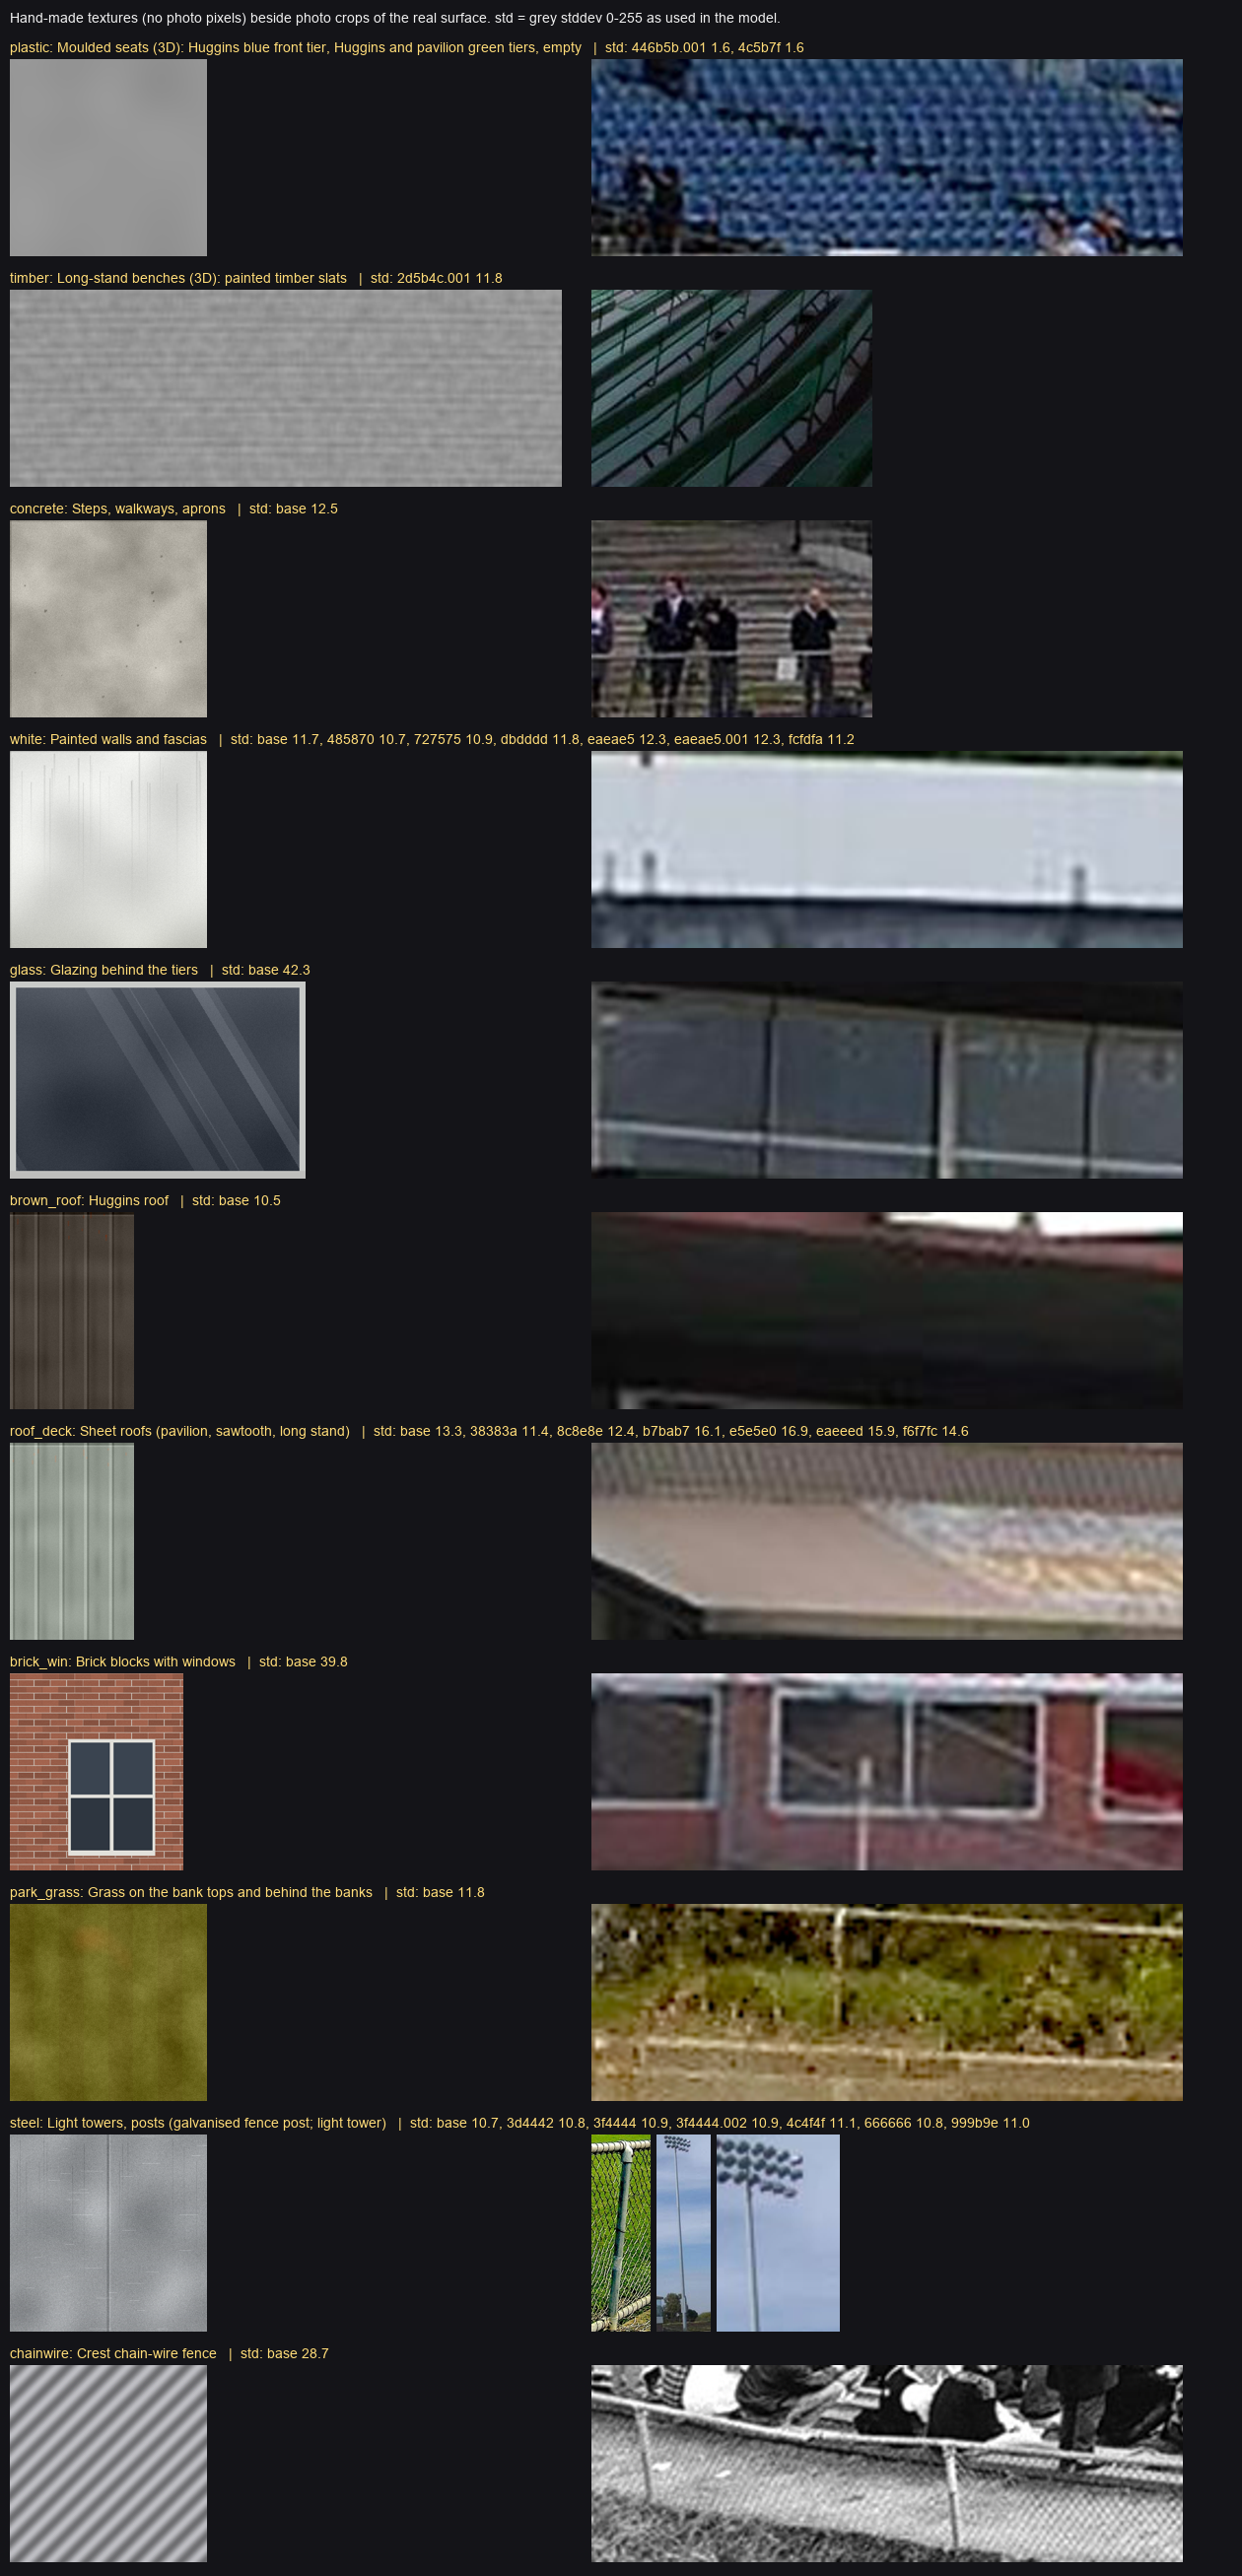 Hand-made textures (no photo pixels) beside photo crops of the real surface. std = grey stddev 0-255 as used in the model.
plastic: Moulded seats (3D): Huggins blue front tier, Huggins and pavilion green tiers, empty | std: 446b5b.001 1.6, 4c5b7f 1.6
timber: Long-stand benches (3D): painted timber slats | std: 2d5b4c.001 11.8
concrete: Steps, walkways, aprons | std: base 12.5
white: Painted walls and fascias | std: base 11.7, 485870 10.7, 727575 10.9, dbdddd 11.8, eaeae5 12.3, eaeae5.001 12.3, fcfdfa 11.2
glass: Glazing behind the tiers | std: base 42.3
brown_roof: Huggins roof | std: base 10.5
roof_deck: Sheet roofs (pavilion, sawtooth, long stand) | std: base 13.3, 38383a 11.4, 8c8e8e 12.4, b7bab7 16.1, e5e5e0 16.9, eaeeed 15.9, f6f7fc 14.6
brick_win: Brick blocks with windows | std: base 39.8
park_grass: Grass on the bank tops and behind the banks | std: base 11.8
steel: Light towers, posts (galvanised fence post; light tower) | std: base 10.7, 3d4442 10.8, 3f4444 10.9, 3f4444.002 10.9, 4c4f4f 11.1, 666666 10.8, 999b9e 11.0
chainwire: Crest chain-wire fence | std: base 28.7